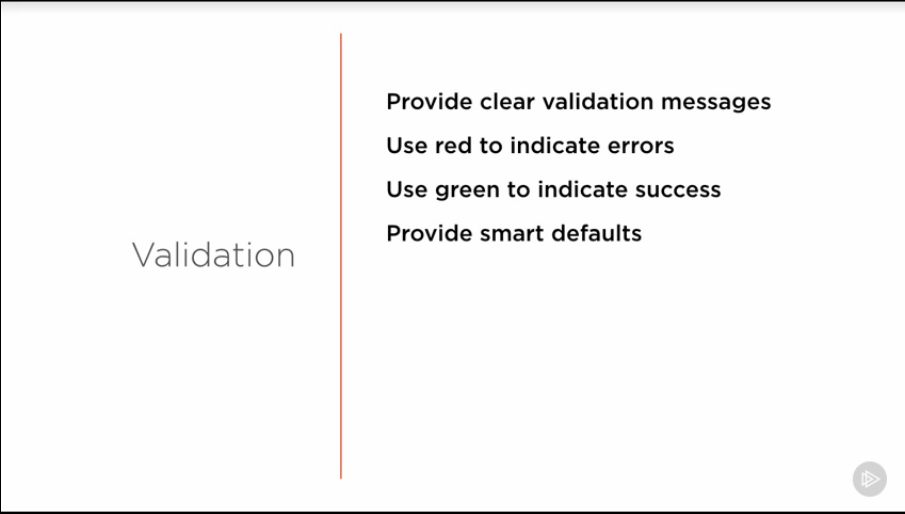 Validation
Provide clear validation messages
Use red to indicate errors
Use green to indicate success
Provide smart defaults